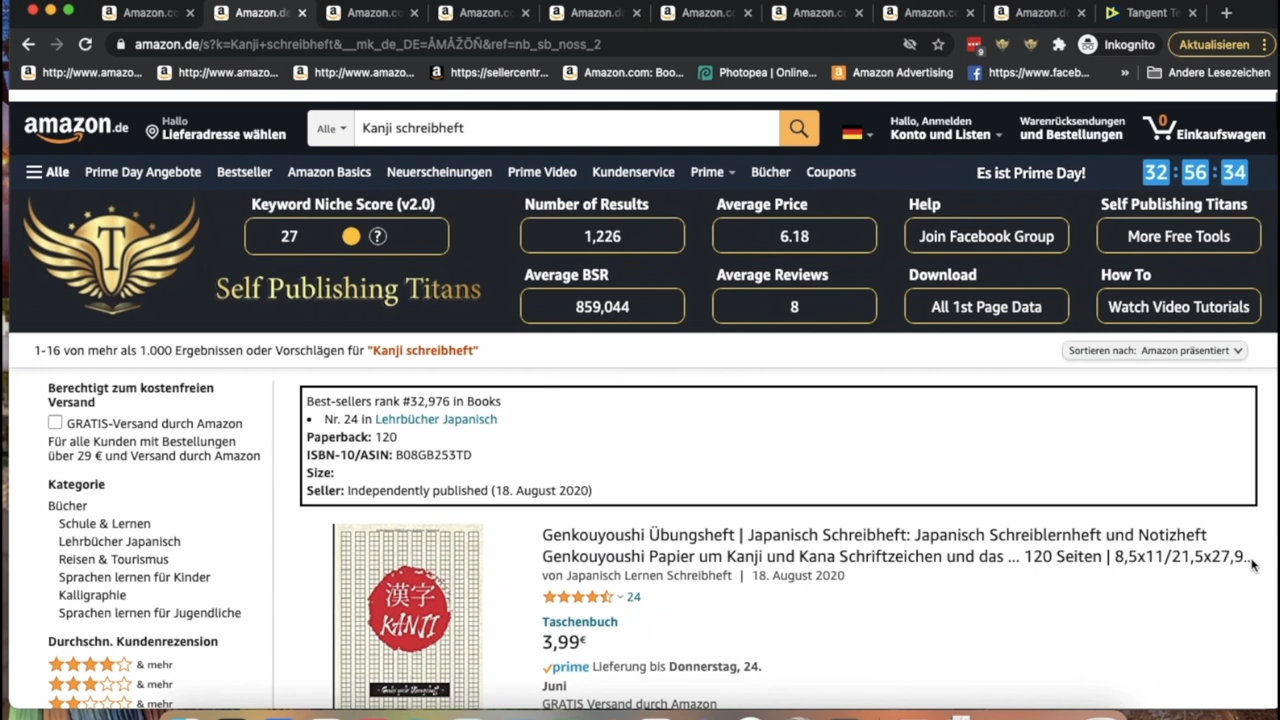 Amazon.co
Amazon.de
Amazon.co
Amazon.co
Amazon.de
Amazon.co
Amazon.co
Amazon.co
Amazon.de
Tangent Te
amazon.de/s?k=Kanji+schreibheft&__mk_de_DE=ÅMÅŽÕÑ&ref=nb_sb_noss_2
9
Inkognito
Aktualisieren
http://www.amazo...
http://www.amazo...
http://www.amazo...
https://sellercentr...
Amazon.com: Boo...
Photopea | Online...
Amazon Advertising
https://www.faceb...
»
Andere Lesezeichen
amazon.de
Hallo
Lieferadresse wählen
Alle
Kanji schreibheft
Hallo, Anmelden
Konto und Listen
Warenrücksendungen
und Bestellungen
0
Einkaufswagen
Alle
Prime Day Angebote
Bestseller
Amazon Basics
Neuerscheinungen
Prime Video
Kundenservice
Prime
Bücher
Coupons
Es ist Prime Day!
32 : 56 : 34
T
Self Publishing Titans
Keyword Niche Score (v2.0)
27
?
Number of Results
1,226
Average Price
6.18
Help
Join Facebook Group
Self Publishing Titans
More Free Tools
Average BSR
859,044
Average Reviews
8
Download
All 1st Page Data
How To
Watch Video Tutorials
1-16 von mehr als 1.000 Ergebnissen oder Vorschlägen für "Kanji schreibheft"
Sortieren nach: Amazon präsentiert
Berechtigt zum kostenfreien
Versand
GRATIS-Versand durch Amazon
Für alle Kunden mit Bestellungen
über 29 € und Versand durch Amazon
Kategorie
Bücher
Schule & Lernen
Lehrbücher Japanisch
Reisen & Tourismus
Sprachen lernen für Kinder
Kalligraphie
Sprachen lernen für Jugendliche
Durchschn. Kundenrezension
& mehr
& mehr
& mehr
Best-sellers rank #32,976 in Books
• Nr. 24 in Lehrbücher Japanisch
Paperback: 120
ISBN-10/ASIN: B08GB253TD
Size:
Seller: Independently published (18. August 2020)
漢字
KANJI
Genkouyoushi Übungsheft | Japanisch Schreibheft: Japanisch Schreiblernheft und Notizheft
Genkouyoushi Papier um Kanji und Kana Schriftzeichen und das ... 120 Seiten | 8,5x11/21,5x27,9...
von Japanisch Lernen Schreibheft | 18. August 2020
24
Taschenbuch
3,99€
prime Lieferung bis Donnerstag, 24.
Juni
GRATIS Versand durch Amazon